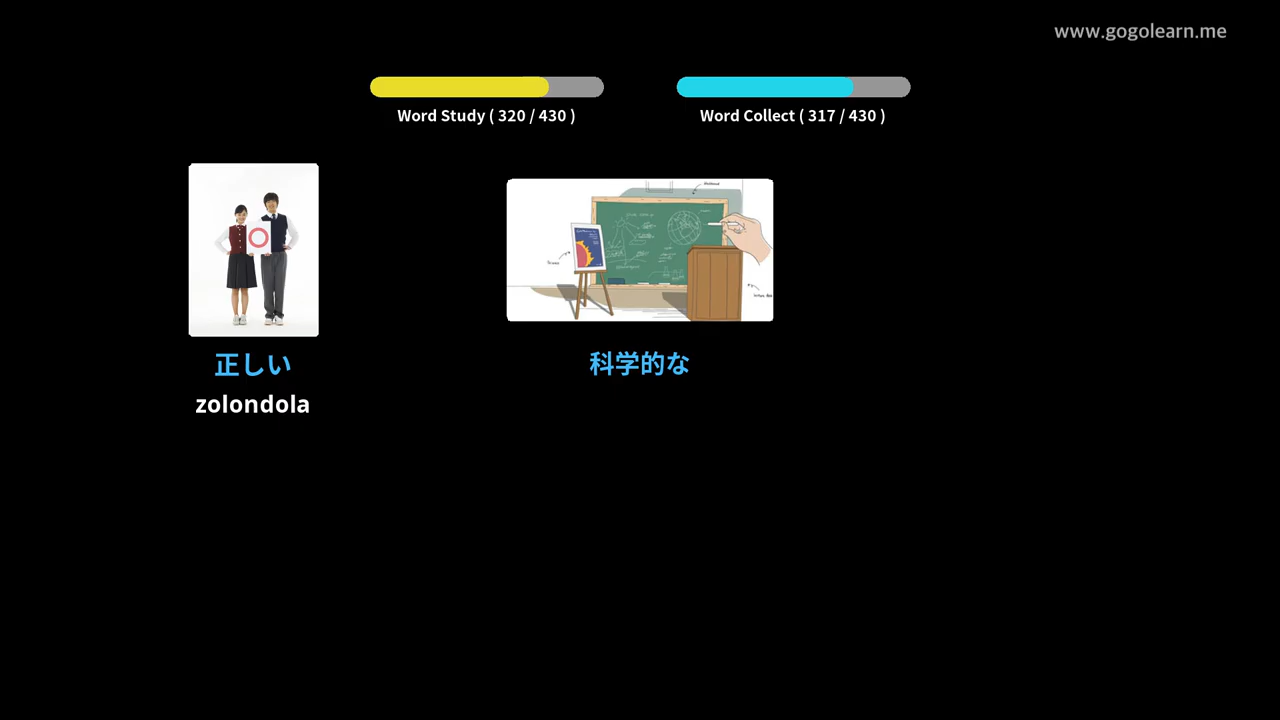 www.gogolearn.me
Word Study ( 320 / 430 )
Word Collect ( 317 / 430 )
正しい
zolondola
科学的な